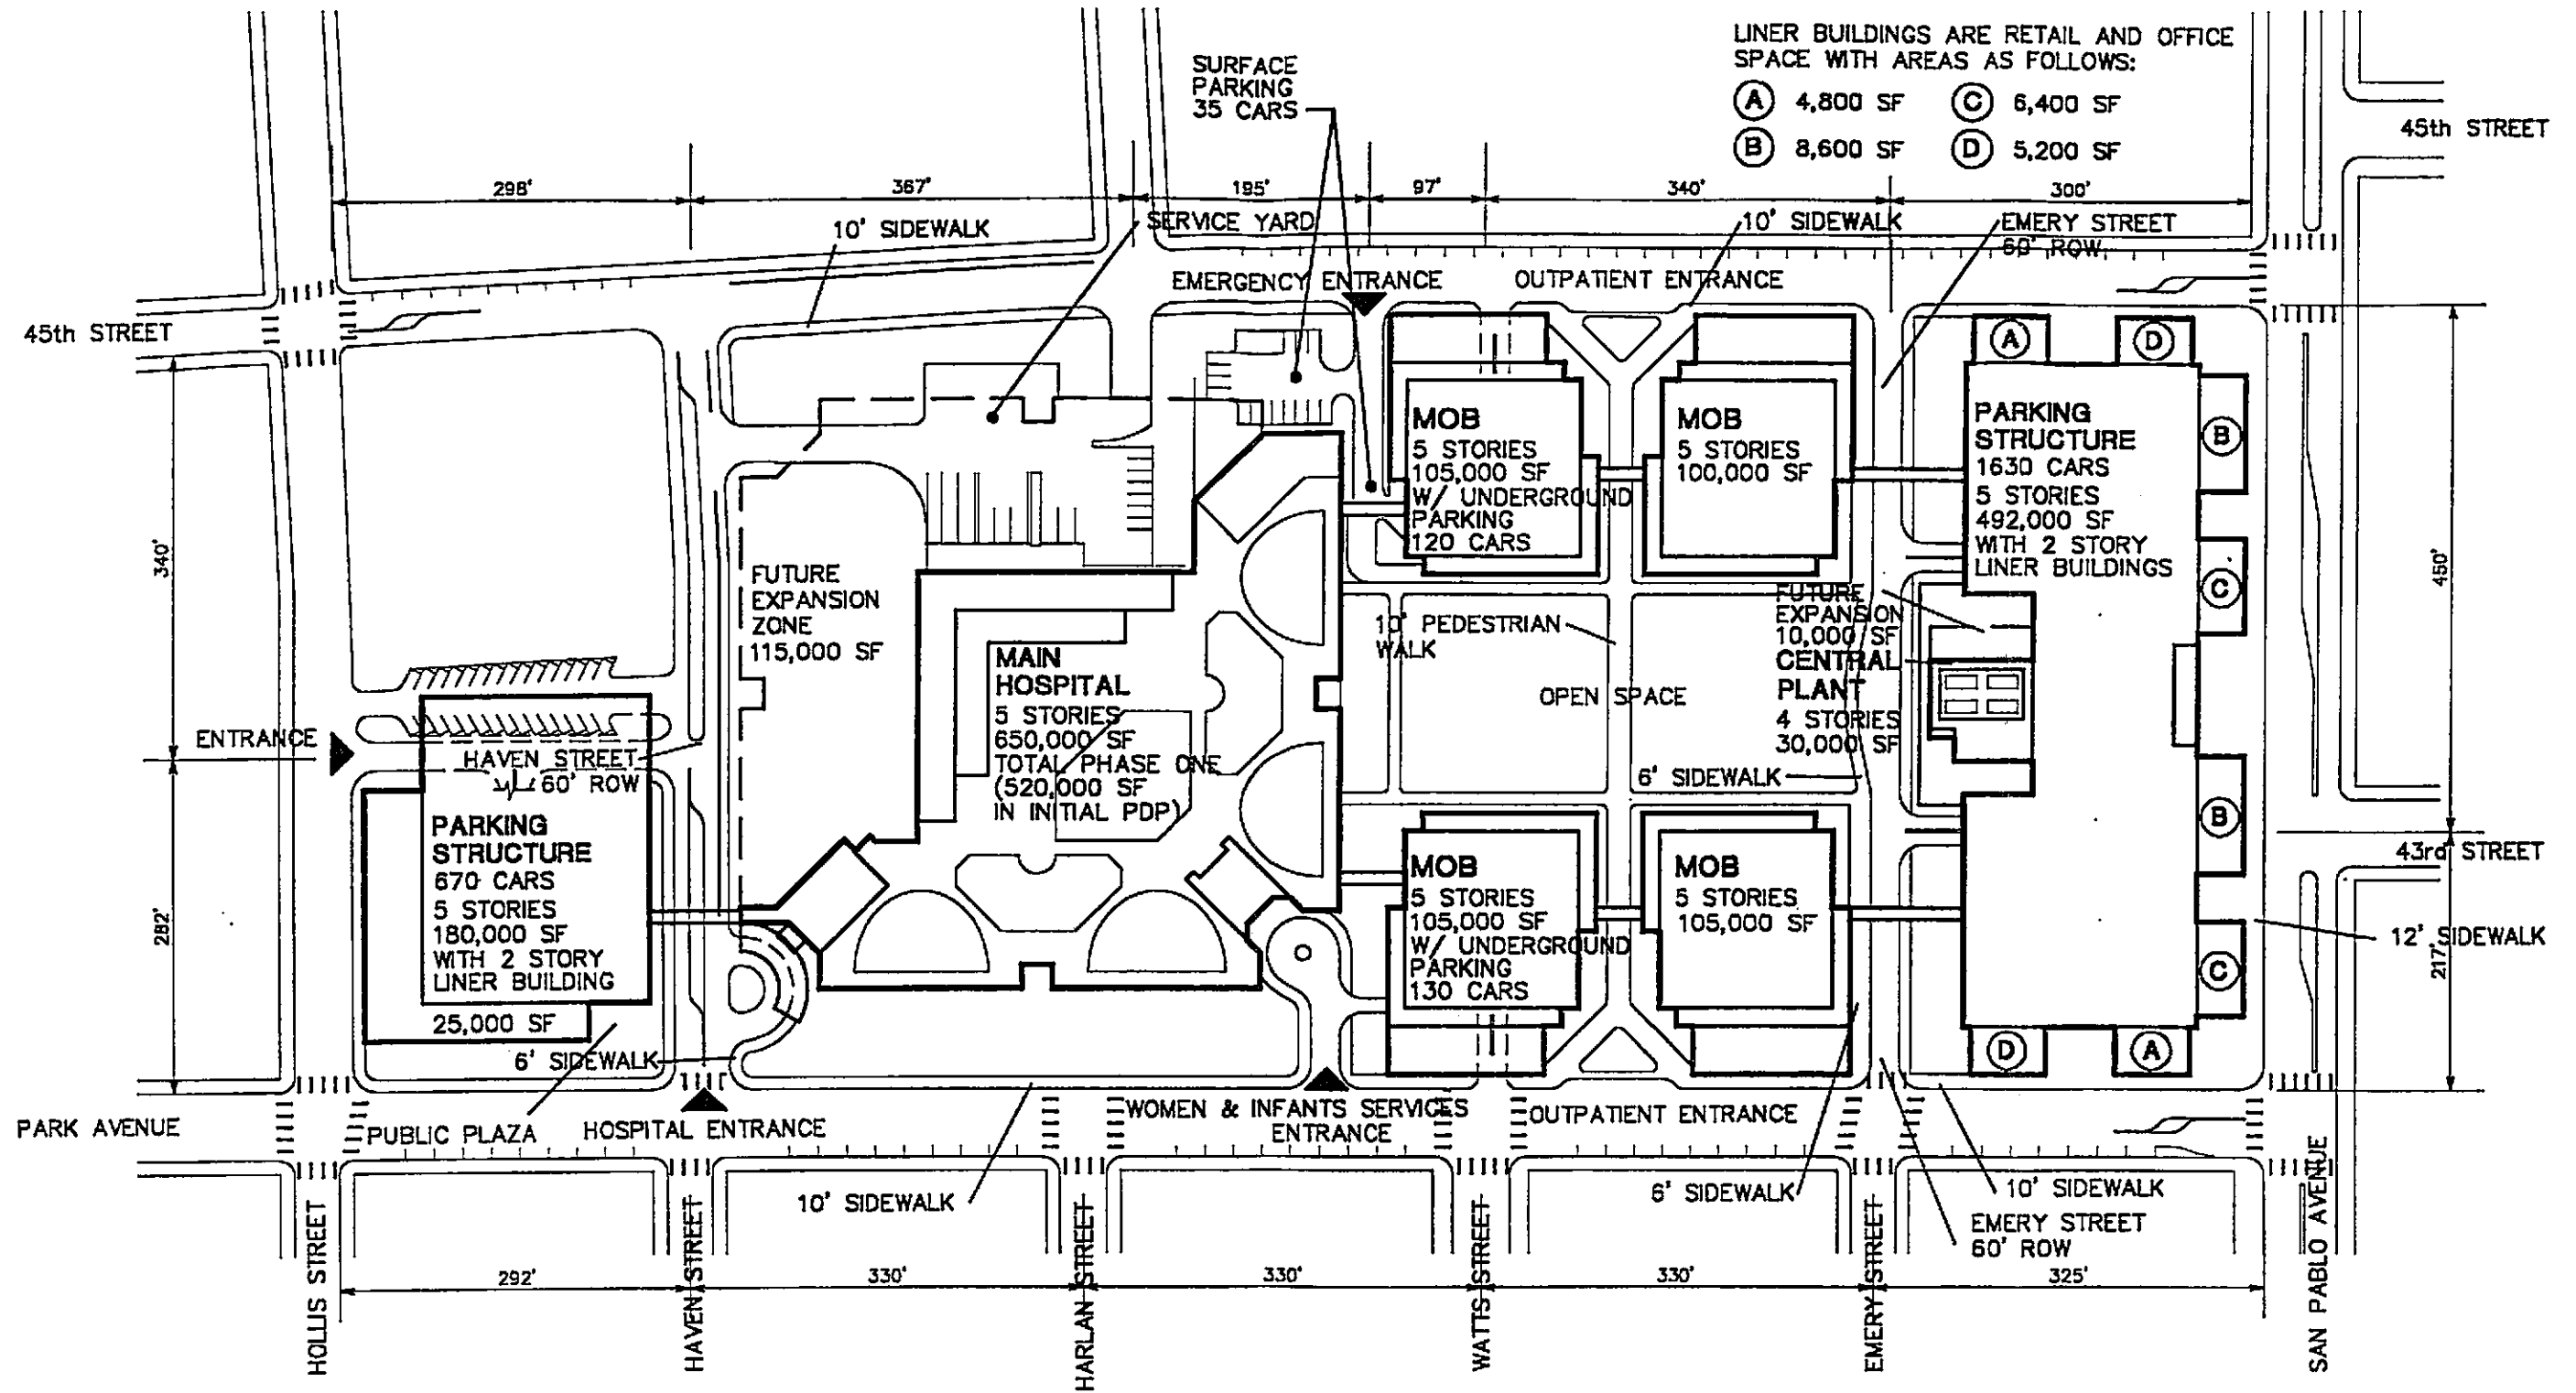 LINER BUILDINGS ARE RETAIL AND OFFICE
SPACE WITH AREAS AS FOLLOWS:
A 4,800 SF C 6,400 SF
B 8,600 SF D 5,200 SF
SURFACE
PARKING
35 CARS
45th STREET
298' 367' 195' 97' 340' 300'
10' SIDEWALK
SERVICE YARD
10' SIDEWALK
EMERY STREET
60' ROW
EMERGENCY ENTRANCE
OUTPATIENT ENTRANCE
45th STREET
A
D
MOB
5 STORIES
105,000 SF
W/ UNDERGROUND
PARKING
120 CARS
MOB
5 STORIES
100,000 SF
PARKING
STRUCTURE
1630 CARS
5 STORIES
492,000 SF
WITH 2 STORY
LINER BUILDINGS
B
C
340'
450'
FUTURE
EXPANSION
ZONE
115,000 SF
MAIN
HOSPITAL
5 STORIES
650,000 SF
TOTAL PHASE ONE
(520,000 SF
IN INITIAL PDP)
10' PEDESTRIAN
WALK
OPEN SPACE
FUTURE
EXPANSION
10,000 SF
CENTRAL
PLANT
4 STORIES
30,000 SF
6' SIDEWALK
ENTRANCE
HAVEN STREET
60' ROW
PARKING
STRUCTURE
670 CARS
5 STORIES
180,000 SF
WITH 2 STORY
LINER BUILDING
25,000 SF
282'
MOB
5 STORIES
105,000 SF
W/ UNDERGROUND
PARKING
130 CARS
MOB
5 STORIES
105,000 SF
B
C
43rd STREET
12' SIDEWALK
217'
D
A
6' SIDEWALK
PARK AVENUE
PUBLIC PLAZA
HOSPITAL ENTRANCE
WOMEN & INFANTS SERVICES
ENTRANCE
OUTPATIENT ENTRANCE
10' SIDEWALK
6' SIDEWALK
10' SIDEWALK
EMERY STREET
60' ROW
292' 330' 330' 330' 325'
HOLLIS STREET
HAVEN STREET
HARLAN STREET
WATTS STREET
EMERY STREET
SAN PABLO AVENUE